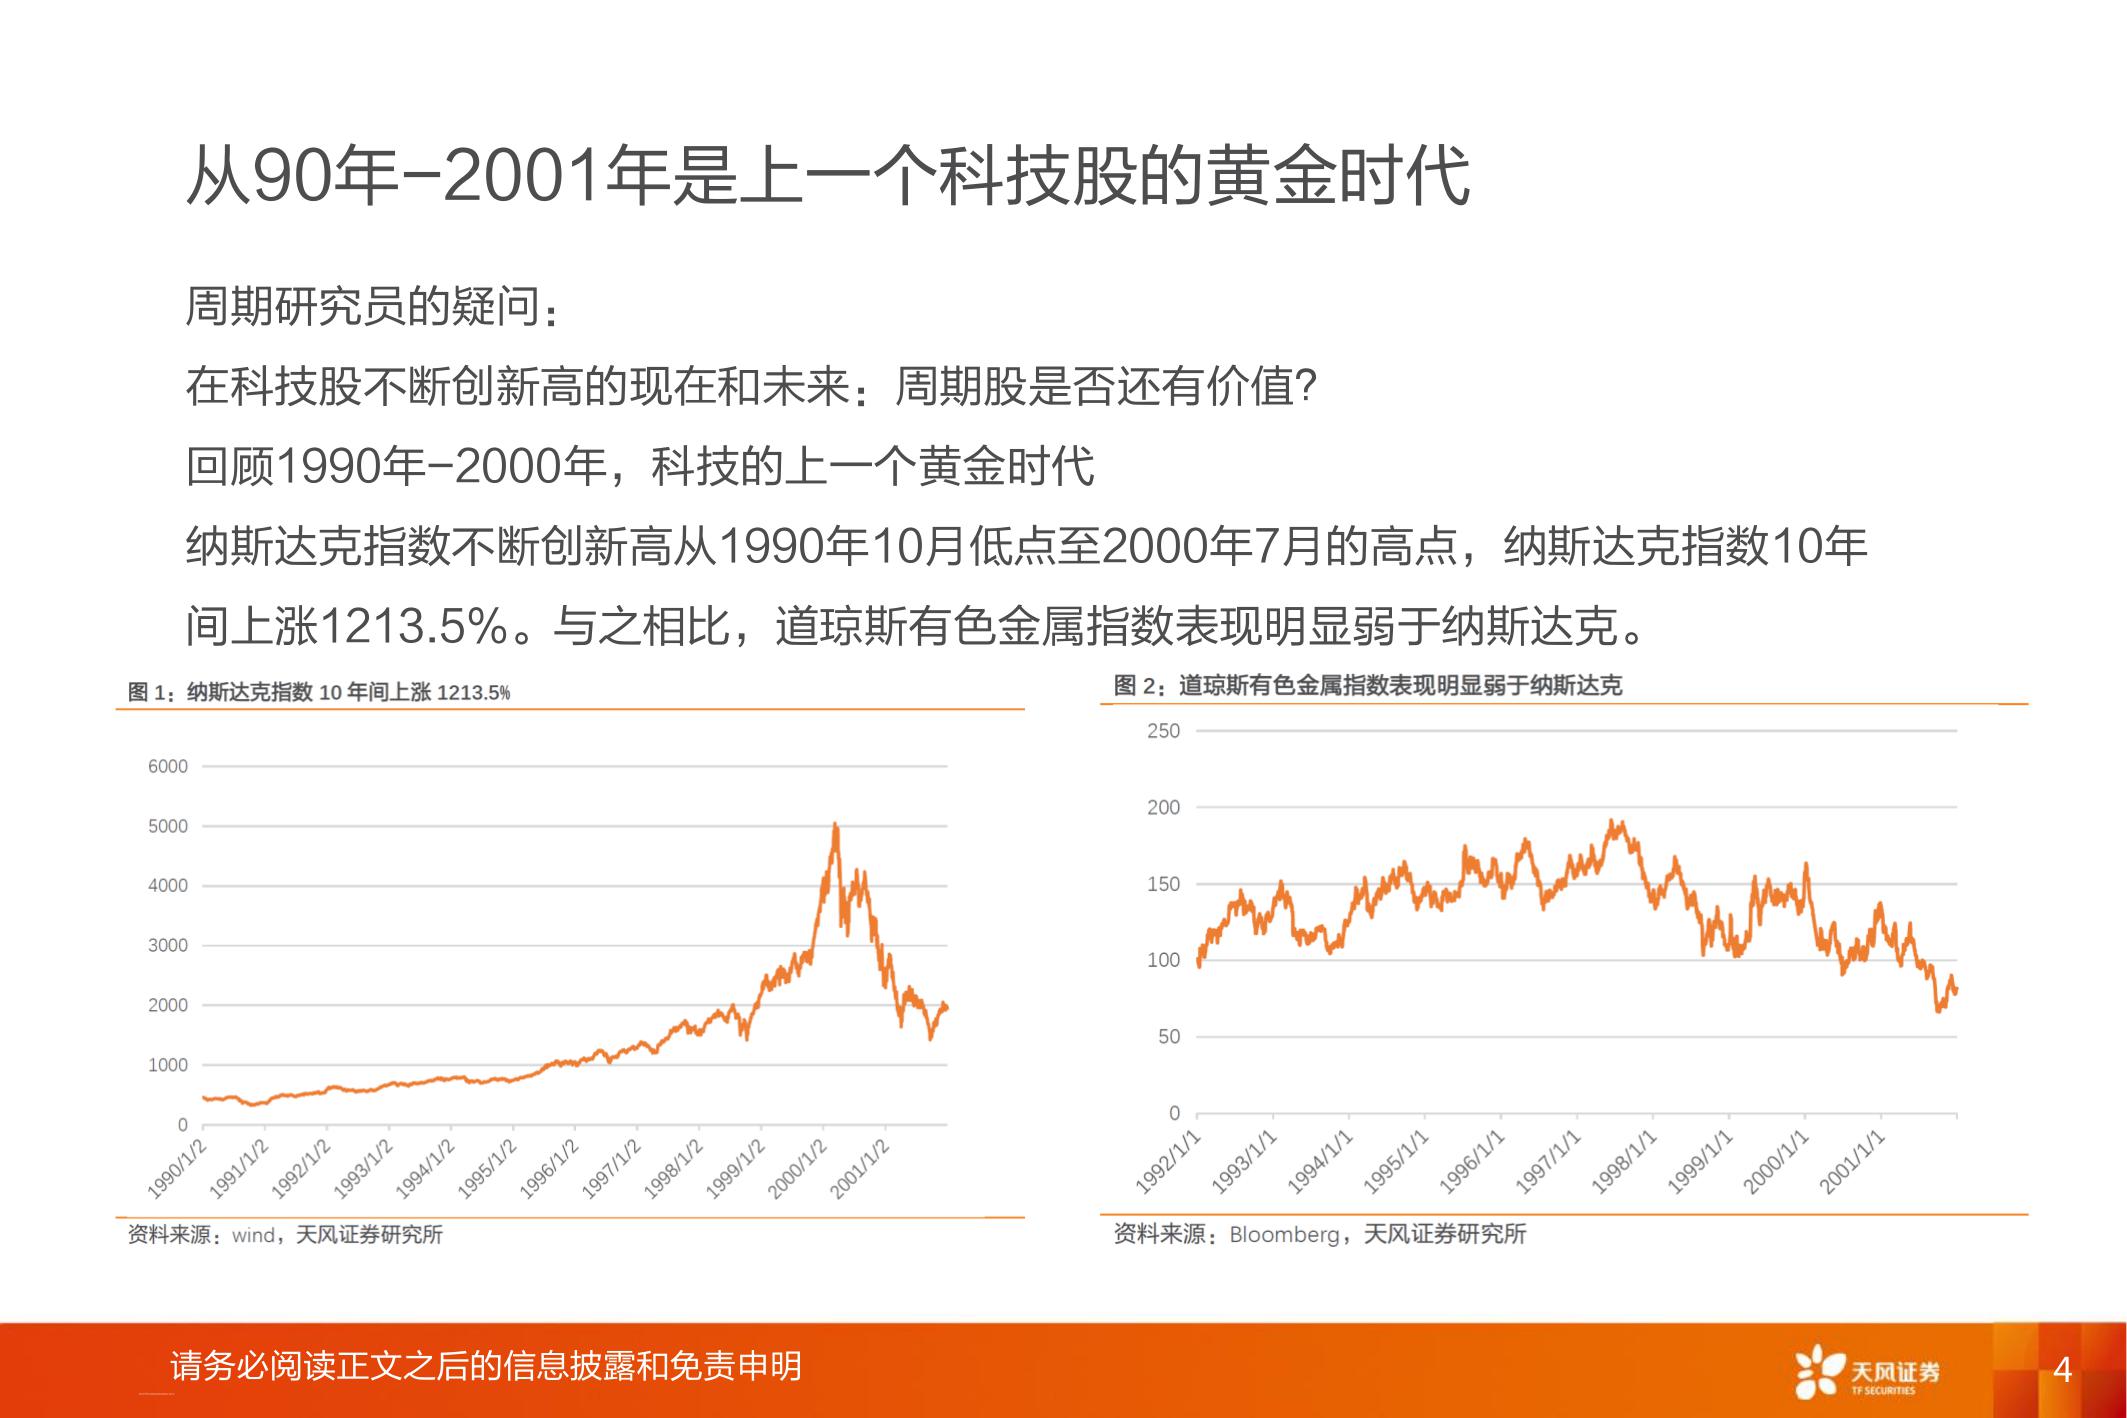 从90年-2001年是上一个科技股的黄金时代
周期研究员的疑问：
在科技股不断创新高的现在和未来：周期股是否还有价值？
回顾1990年-2000年，科技的上一个黄金时代
纳斯达克指数不断创新高从1990年10月低点至2000年7月的高点，纳斯达克指数10年
间上涨1213.5%。与之相比，道琼斯有色金属指数表现明显弱于纳斯达克。
图 1：纳斯达克指数 10 年间上涨 1213.5%
6000
5000
4000
3000
2000
1000
0
1990/1/2
1991/1/2
1992/1/2
1993/1/2
1994/1/2
1995/1/2
1996/1/2
1997/1/2
1998/1/2
1999/1/2
2000/1/2
2001/1/2
资料来源：wind，天风证券研究所
图 2：道琼斯有色金属指数表现明显弱于纳斯达克
250
200
150
100
50
0
1992/1/1
1993/1/1
1994/1/1
1995/1/1
1996/1/1
1997/1/1
1998/1/1
1999/1/1
2000/1/1
2001/1/1
资料来源：Bloomberg，天风证券研究所
请务必阅读正文之后的信息披露和免责申明
天风证券
TF SECURITIES
4